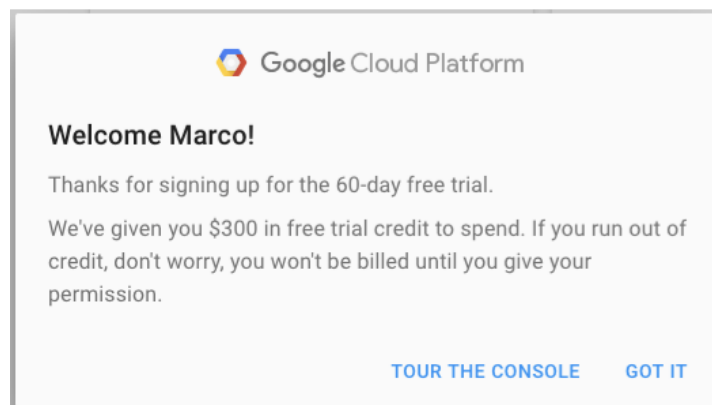 Google Cloud Platform
Welcome Marco!
Thanks for signing up for the 60-day free trial.
We've given you $300 in free trial credit to spend. If you run out of
credit, don't worry, you won't be billed until you give your
permission.
TOUR THE CONSOLE GOT IT